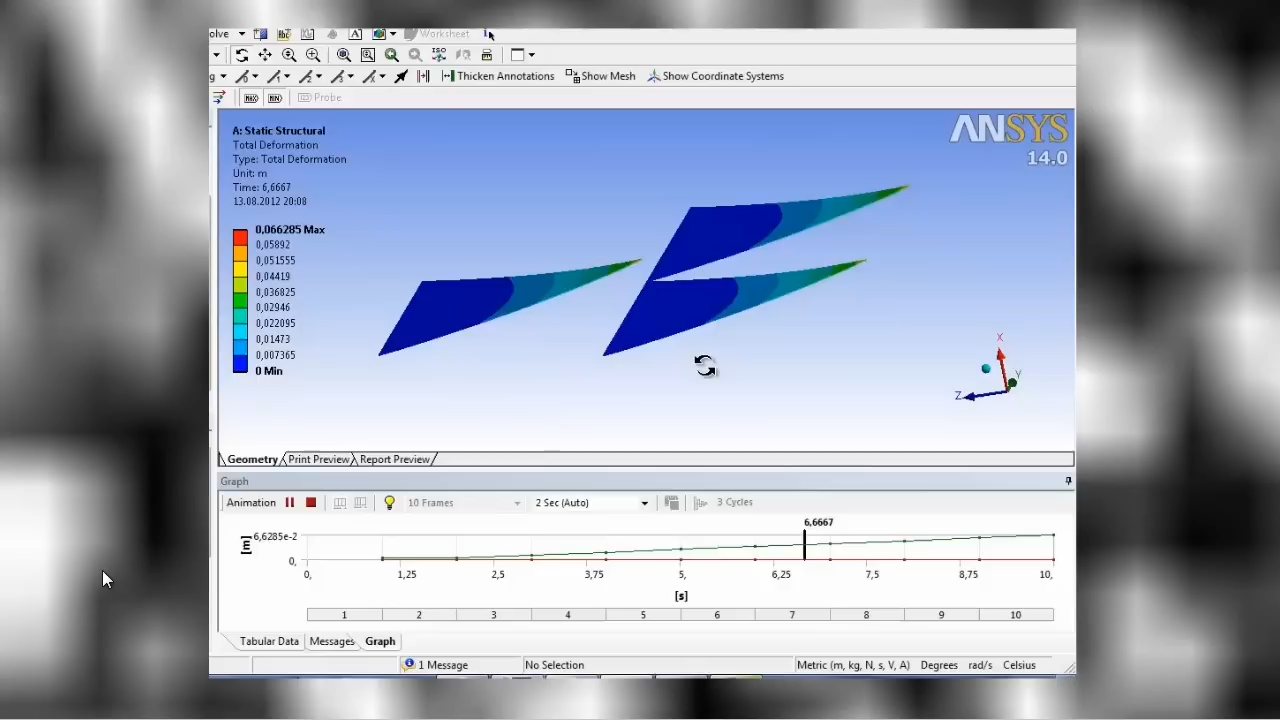 olve
Worksheet
Thicken Annotations Show Mesh Show Coordinate Systems
Probe
A: Static Structural
Total Deformation
Type: Total Deformation
Unit: m
Time: 6,6667
13.08.2012 20:08
ANSYS
14.0
0,066285 Max
0,05892
0,051555
0,04419
0,036825
0,02946
0,022095
0,01473
0,007365
0 Min
X
Y
Z
Geometry Print Preview Report Preview
Graph
Animation 10 Frames 2 Sec (Auto) 3 Cycles
6,6667
6,6285e-2
[m]
0,
0, 1,25 2,5 3,75 5, 6,25 7,5 8,75 10,
[s]
1 2 3 4 5 6 7 8 9 10
Tabular Data Messages Graph
1 Message No Selection Metric (m, kg, N, s, V, A) Degrees rad/s Celsius